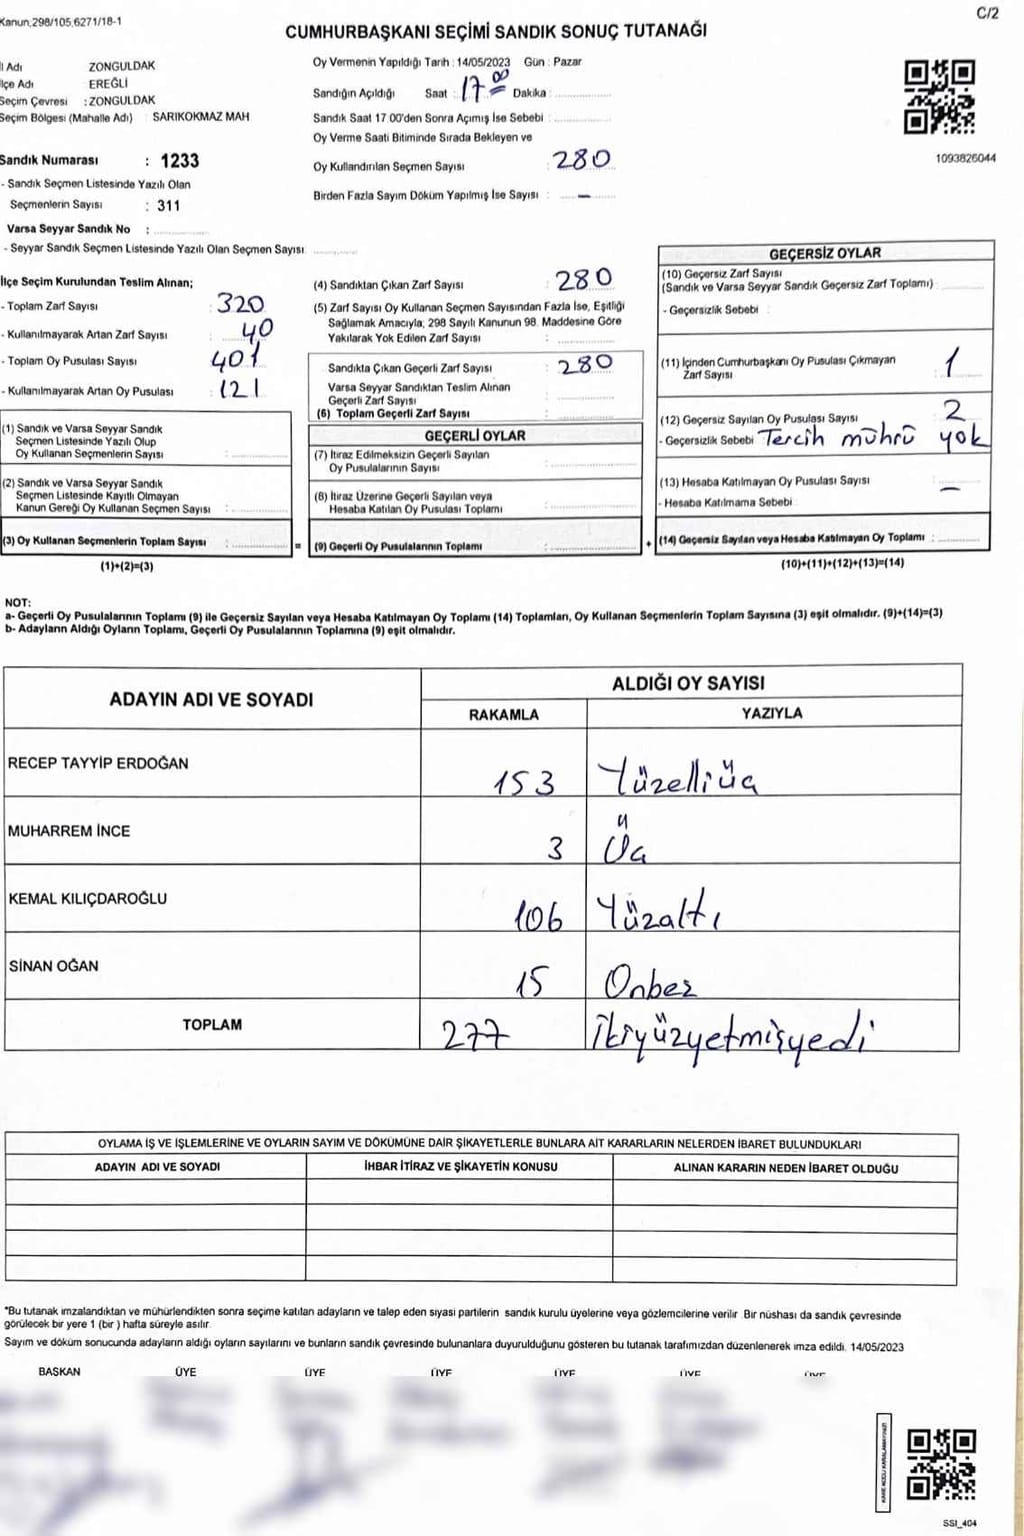 Kanun,298/105,6271/18-1
C/2
CUMHURBAŞKANI SEÇİMİ SANDIK SONUÇ TUTANAĞI
İl Adı ZONGULDAK
İlçe Adı EREĞLİ
Seçim Çevresi : ZONGULDAK
Seçim Bölgesi (Mahalle Adı) SARIKOKMAZ MAH
Sandık Numarası : 1233
- Sandık Seçmen Listesinde Yazılı Olan
Seçmenlerin Sayısı : 311
Varsa Seyyar Sandık No :
- Seyyar Sandık Seçmen Listesinde Yazılı Olan Seçmen Sayısı
Oy Vermenin Yapıldığı Tarih : 14/05/2023 Gün : Pazar
Sandığın Açıldığı Saat : 17 00 Dakika :
Sandık Saat 17.00'den Sonra Açımış İse Sebebi :
Oy Verme Saati Bitiminde Sırada Bekleyen ve
Oy Kullandırılan Seçmen Sayısı : 280
Birden Fazla Sayım Döküm Yapılmış İse Sayısı : –
1093826044
İlçe Seçim Kurulundan Teslim Alınan;
- Toplam Zarf Sayısı : 320
- Kullanılmayarak Artan Zarf Sayısı : 40
- Toplam Oy Pusulası Sayısı : 401
- Kullanılmayarak Artan Oy Pusulası : 121
(1) Sandık ve Varsa Seyyar Sandık
Seçmen Listesinde Yazılı Olup
Oy Kullanan Seçmenlerin Sayısı :
(2) Sandık ve Varsa Seyyar Sandık
Seçmen Listesinde Kayıtlı Olmayan
Kanun Gereği Oy Kullanan Seçmen Sayısı :
(3) Oy Kullanan Seçmenlerin Toplam Sayısı :
(1)+(2)=(3)
(4) Sandıktan Çıkan Zarf Sayısı : 280
(5) Zarf Sayısı Oy Kullanan Seçmen Sayısından Fazla İse, Eşitliği
Sağlamak Amacıyla; 298 Sayılı Kanunun 98. Maddesine Göre
Yakılarak Yok Edilen Zarf Sayısı :
Sandıkta Çıkan Geçerli Zarf Sayısı : 280
Varsa Seyyar Sandıktan Teslim Alınan
Geçerli Zarf Sayısı :
(6) Toplam Geçerli Zarf Sayısı :
GEÇERLİ OYLAR
(7) İtiraz Edilmeksizin Geçerli Sayılan
Oy Pusulalarının Sayısı :
(8) İtiraz Üzerine Geçerli Sayılan veya
Hesaba Katılan Oy Pusulası Toplamı :
= (9) Geçerli Oy Pusulalarının Toplamı :
GEÇERSİZ OYLAR
(10) Geçersiz Zarf Sayısı
(Sandık ve Varsa Seyyar Sandık Geçersiz Zarf Toplamı) :
- Geçersizlik Sebebi :
(11) İçinden Cumhurbaşkanı Oy Pusulası Çıkmayan
Zarf Sayısı : 1
(12) Geçersiz Sayılan Oy Pusulası Sayısı : 2
- Geçersizlik Sebebi Tercih mührü yok
(13) Hesaba Katılmayan Oy Pusulası Sayısı : –
- Hesaba Katılmama Sebebi :
+ (14) Geçersiz Sayılan veya Hesaba Katılmayan Oy Toplamı :
(10)+(11)+(12)+(13)=(14)
NOT:
a- Geçerli Oy Pusulalarının Toplamı (9) ile Geçersiz Sayılan veya Hesaba Katılmayan Oy Toplamı (14) Toplamları, Oy Kullanan Seçmenlerin Toplam Sayısına (3) eşit olmalıdır. (9)+(14)=(3)
b- Adayların Aldığı Oyların Toplamı, Geçerli Oy Pusulalarının Toplamına (9) eşit olmalıdır.
ADAYIN ADI VE SOYADI
ALDIĞI OY SAYISI
RAKAMLA YAZIYLA
RECEP TAYYİP ERDOĞAN 153 Yüzelliüç
MUHARREM İNCE 3 Üç
KEMAL KILIÇDAROĞLU 106 Yüzaltı
SİNAN OĞAN 15 Onbeş
TOPLAM 277 İkiyüzyetmişyedi
OYLAMA İŞ VE İŞLEMLERİNE VE OYLARIN SAYIM VE DÖKÜMÜNE DAİR ŞİKAYETLERLE BUNLARA AİT KARARLARIN NELERDEN İBARET BULUNDUKLARI
ADAYIN ADI VE SOYADI İHBAR İTİRAZ VE ŞİKAYETİN KONUSU ALINAN KARARIN NEDEN İBARET OLDUĞU
*Bu tutanak imzalandıktan ve mühürlendikten sonra seçime katılan adayların ve talep eden siyasi partilerin sandık kurulu üyelerine veya gözlemcilerine verilir. Bir nüshası da sandık çevresinde
görülecek bir yere 1 (bir ) hafta süreyle asılır.
Sayım ve döküm sonucunda adayların aldığı oyların sayılarını ve bunların sandık çevresinde bulunanlara duyurulduğunu gösteren bu tutanak tarafımızdan düzenlenerek imza edildi. 14/05/2023
BAŞKAN ÜYE ÜYE ÜYE ÜYE ÜYE ÜYE
SSI_404